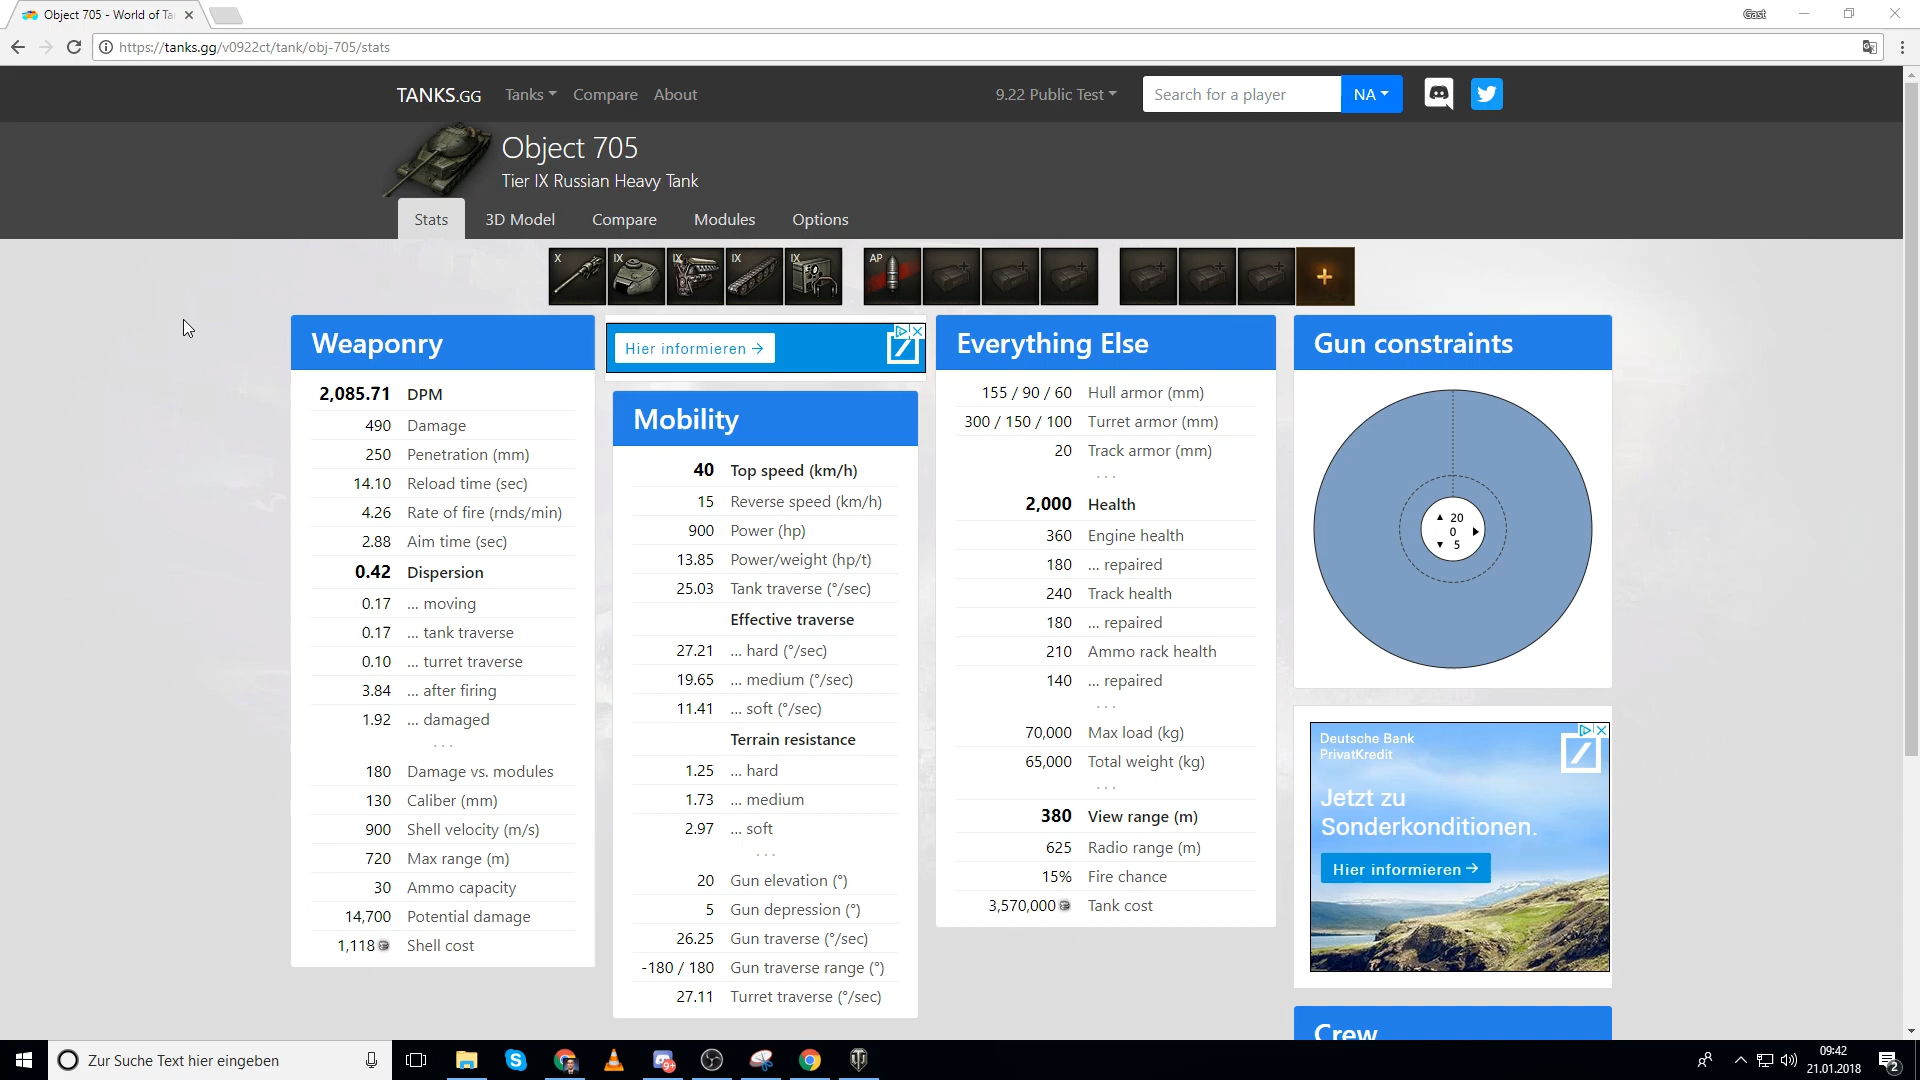 Object 705 - World of Ta
Gast
https://tanks.gg/v0922ct/tank/obj-705/stats
TANKS.GG Tanks Compare About 9.22 Public Test Search for a player NA
Object 705
Tier IX Russian Heavy Tank
Stats 3D Model Compare Modules Options
X IX IX IX IX AP
Weaponry
2,085.71 DPM
490 Damage
250 Penetration (mm)
14.10 Reload time (sec)
4.26 Rate of fire (rnds/min)
2.88 Aim time (sec)
0.42 Dispersion
0.17 ... moving
0.17 ... tank traverse
0.10 ... turret traverse
3.84 ... after firing
1.92 ... damaged
...
180 Damage vs. modules
130 Caliber (mm)
900 Shell velocity (m/s)
720 Max range (m)
30 Ammo capacity
14,700 Potential damage
1,118 Shell cost
Hier informieren →
Mobility
40 Top speed (km/h)
15 Reverse speed (km/h)
900 Power (hp)
13.85 Power/weight (hp/t)
25.03 Tank traverse (°/sec)
Effective traverse
27.21 ... hard (°/sec)
19.65 ... medium (°/sec)
11.41 ... soft (°/sec)
Terrain resistance
1.25 ... hard
1.73 ... medium
2.97 ... soft
...
20 Gun elevation (°)
5 Gun depression (°)
26.25 Gun traverse (°/sec)
-180 / 180 Gun traverse range (°)
27.11 Turret traverse (°/sec)
Everything Else
155 / 90 / 60 Hull armor (mm)
300 / 150 / 100 Turret armor (mm)
20 Track armor (mm)
...
2,000 Health
360 Engine health
180 ... repaired
240 Track health
180 ... repaired
210 Ammo rack health
140 ... repaired
...
70,000 Max load (kg)
65,000 Total weight (kg)
...
380 View range (m)
625 Radio range (m)
15% Fire chance
3,570,000 Tank cost
Gun constraints
▲ 20
0 ▶
▼ 5
Deutsche Bank
PrivatKredit
Jetzt zu
Sonderkonditionen.
Hier informieren →
Crew
Zur Suche Text hier eingeben
9+
09:42
21.01.2018
2